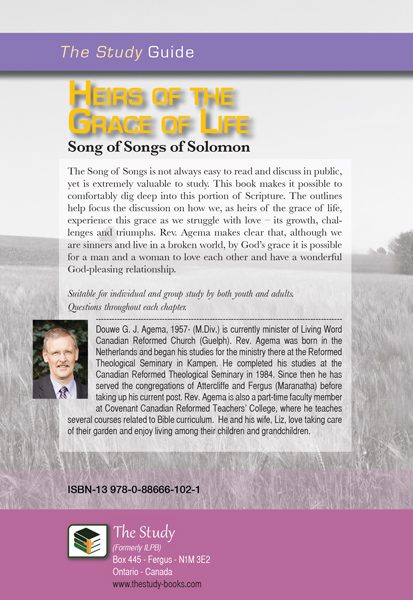 The Study Guide
HEIRS OF THE
GRACE OF LIFE
Song of Songs of Solomon
The Song of Songs is not always easy to read and discuss in public,
yet is extremely valuable to study. This book makes it possible to
comfortably dig deep into this portion of Scripture. The outlines
help focus the discussion on how we, as heirs of the grace of life,
experience this grace as we struggle with love – its growth, chal-
lenges and triumphs. Rev. Agema makes clear that, although we
are sinners and live in a broken world, by God's grace it is possible
for a man and a woman to love each other and have a wonderful
God-pleasing relationship.
Suitable for individual and group study by both youth and adults.
Questions throughout each chapter.
Douwe G. J. Agema, 1957- (M.Div.) is currently minister of Living Word
Canadian Reformed Church (Guelph). Rev. Agema was born in the
Netherlands and began his studies for the ministry there at the Reformed
Theological Seminary in Kampen. He completed his studies at the
Canadian Reformed Theological Seminary in 1984. Since then he has
served the congregations of Attercliffe and Fergus (Maranatha) before
taking up his current post. Rev. Agema is also a part-time faculty member
at Covenant Canadian Reformed Teachers' College, where he teaches
several courses related to Bible curriculum. He and his wife, Liz, love taking care
of their garden and enjoy living among their children and grandchildren.
ISBN-13 978-0-88666-102-1
The Study
(Formerly ILPB)
Box 445 - Fergus - N1M 3E2
Ontario - Canada
www.thestudy-books.com